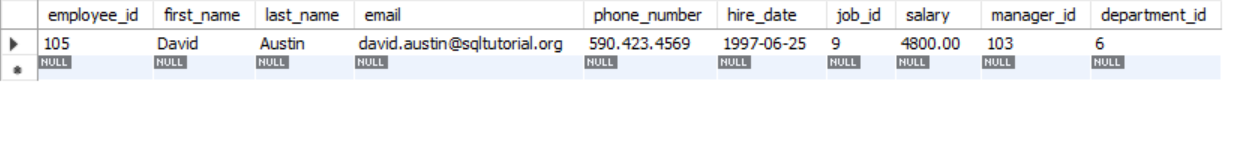 employee_id first_name last_name email phone_number hire_date job_id salary manager_id department_id
105 David Austin david.austin@sqltutorial.org 590.423.4569 1997-06-25 9 4800.00 103 6
NULL NULL NULL NULL NULL NULL NULL NULL NULL NULL